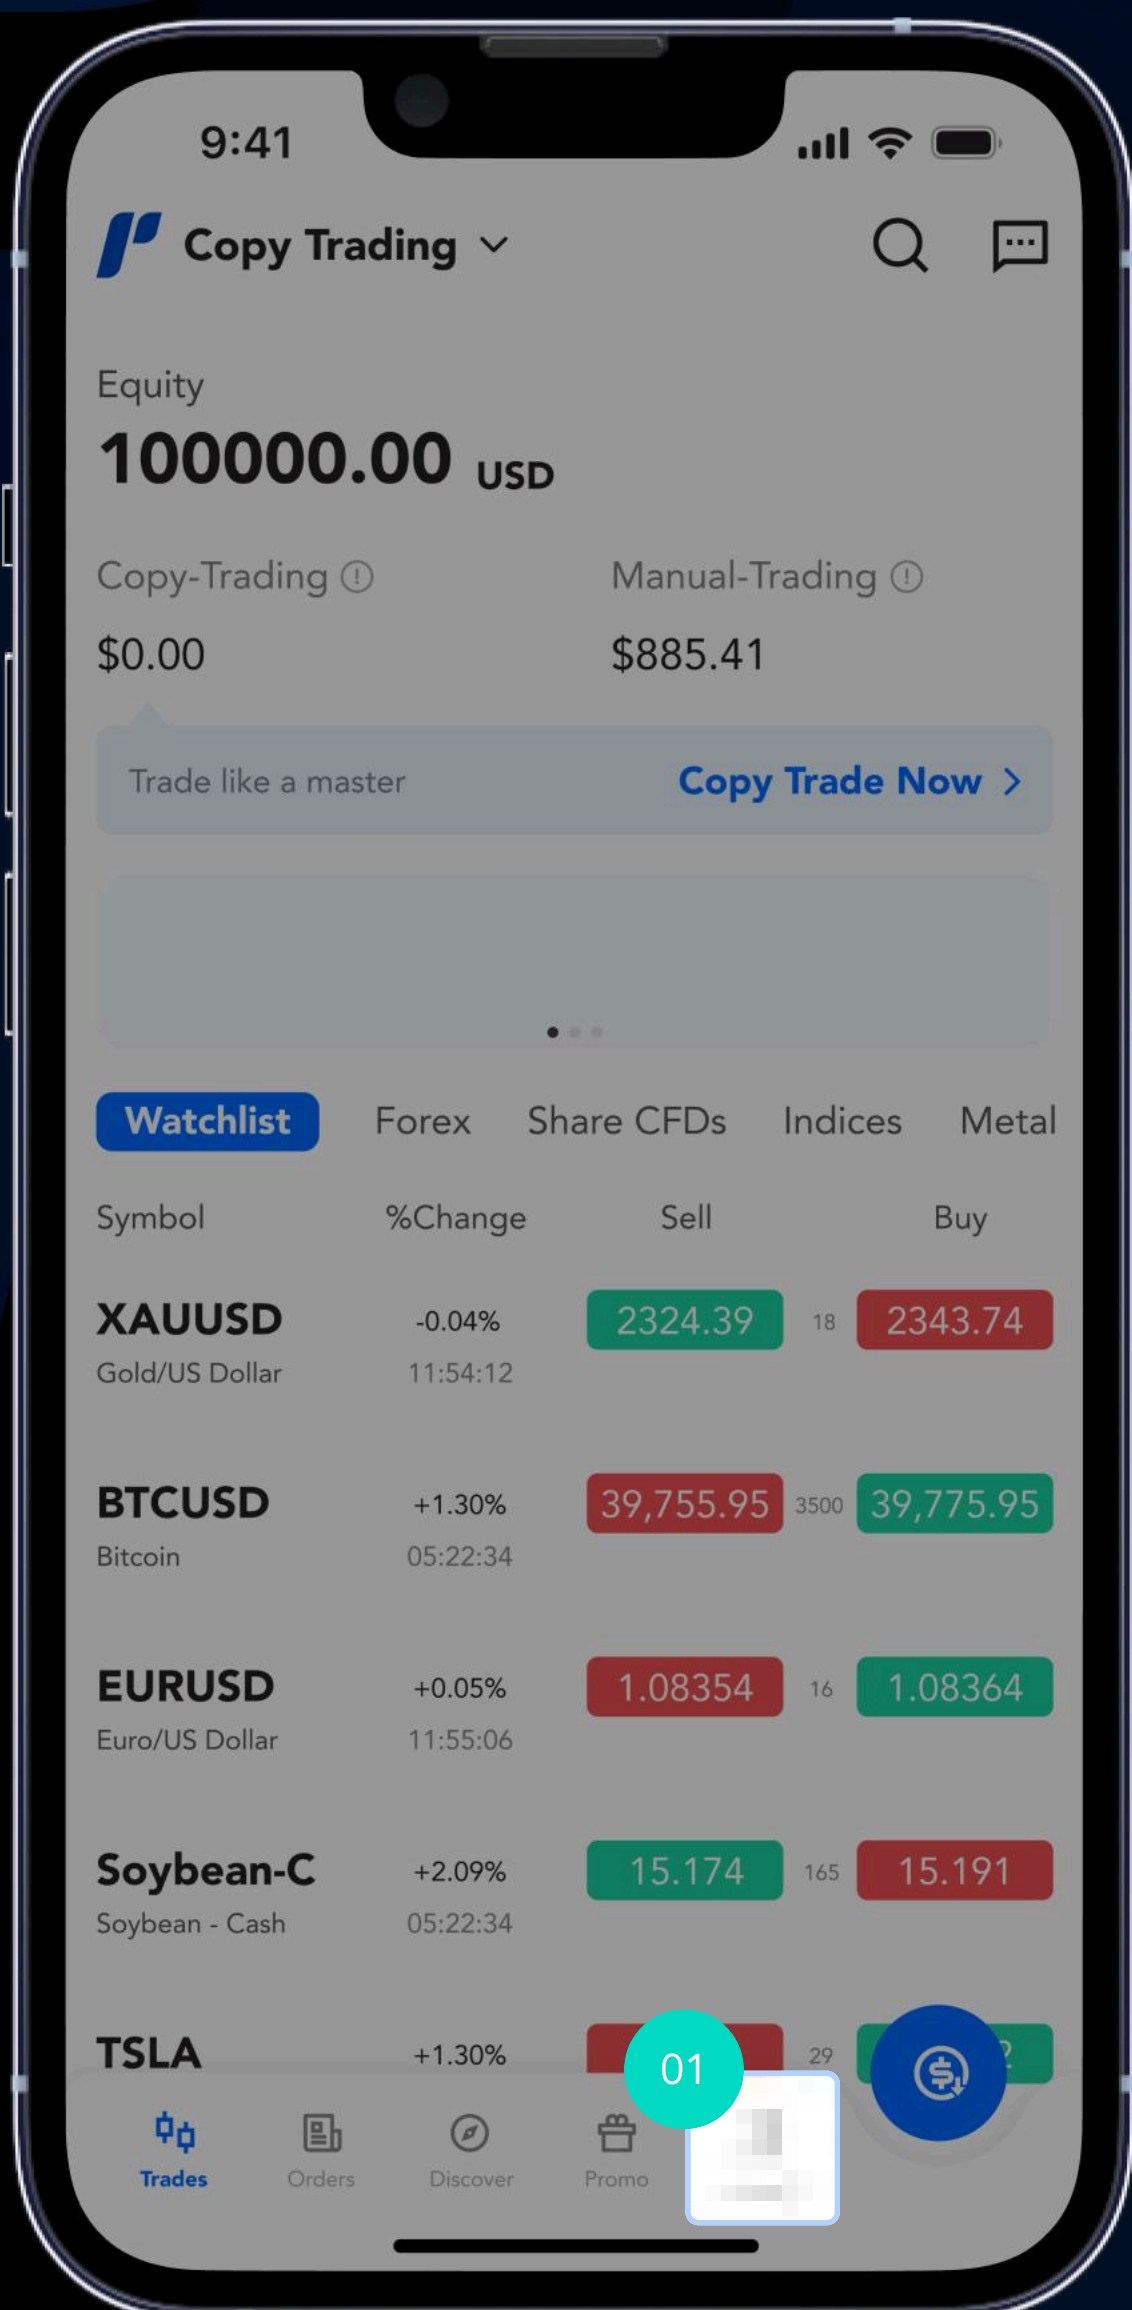 9:41
Copy Trading
Equity
100000.00 USD
Copy-Trading Manual-Trading
$0.00 $885.41
Trade like a master Copy Trade Now
Watchlist Forex Share CFDs Indices Metal
Symbol %Change Sell Buy
XAUUSD -0.04% 2324.39 18 2343.74
Gold/US Dollar 11:54:12
BTCUSD +1.30% 39,755.95 3500 39,775.95
Bitcoin 05:22:34
EURUSD +0.05% 1.08354 16 1.08364
Euro/US Dollar 11:55:06
Soybean-C +2.09% 15.174 165 15.191
Soybean - Cash 05:22:34
TSLA +1.30% 29
01
Trades Orders Discover Promo